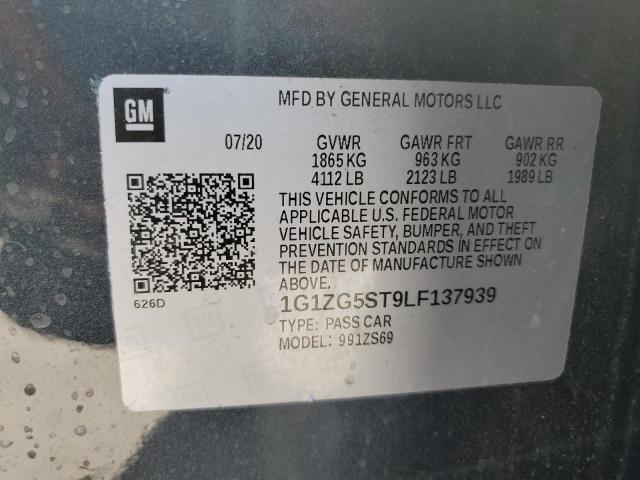 GM
MFD BY GENERAL MOTORS LLC
07/20 GVWR GAWR FRT GAWR RR
1865 KG 963 KG 902 KG
4112 LB 2123 LB 1989 LB
THIS VEHICLE CONFORMS TO ALL
APPLICABLE U.S. FEDERAL MOTOR
VEHICLE SAFETY, BUMPER, AND THEFT
PREVENTION STANDARDS IN EFFECT ON
THE DATE OF MANUFACTURE SHOWN
ABOVE.
626D
1G1ZG5ST9LF137939
TYPE: PASS CAR
MODEL: 991ZS69